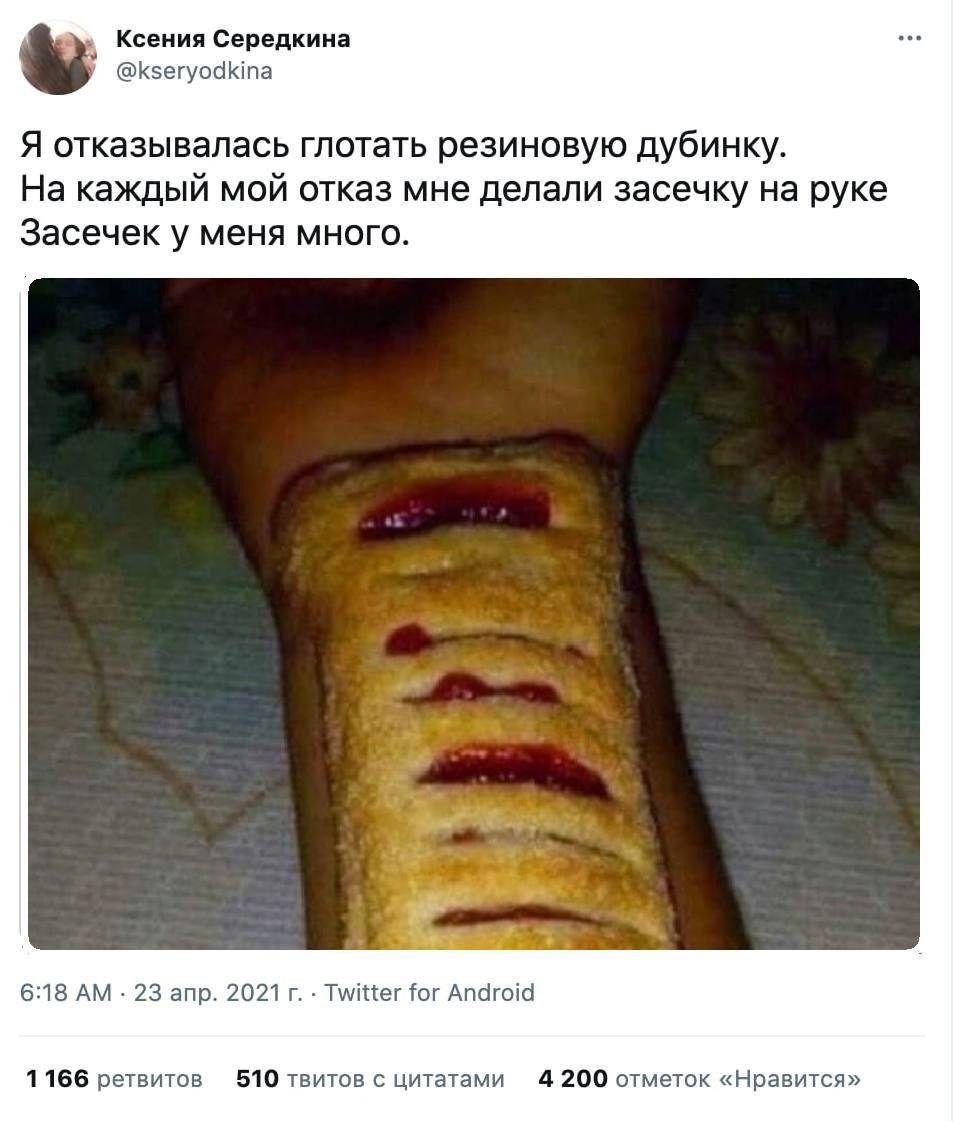 Ксения Середкина
@kseryodkina
Я отказывалась глотать резиновую дубинку.
На каждый мой отказ мне делали засечку на руке
Засечек у меня много.
6:18 AM · 23 апр. 2021 г. · Twitter for Android
1 166 ретвитов 510 твитов с цитатами 4 200 отметок «Нравится»